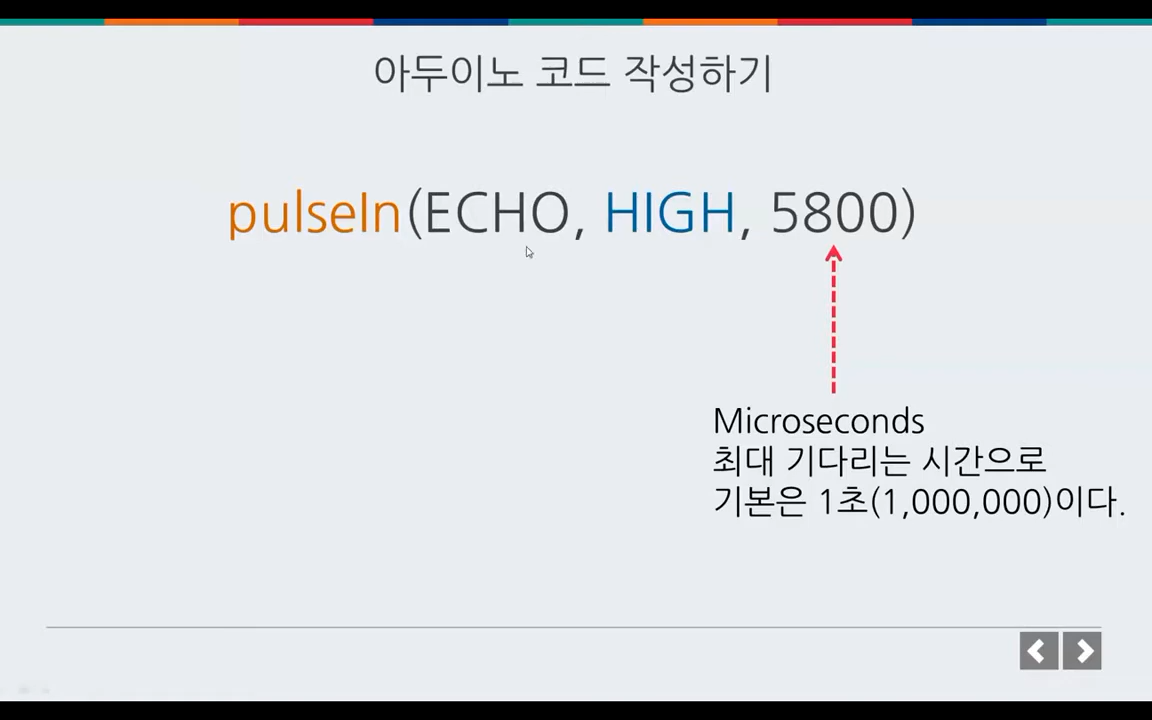 아두이노 코드 작성하기
pulseIn(ECHO, HIGH, 5800)
Microseconds
최대 기다리는 시간으로
기본은 1초(1,000,000)이다.